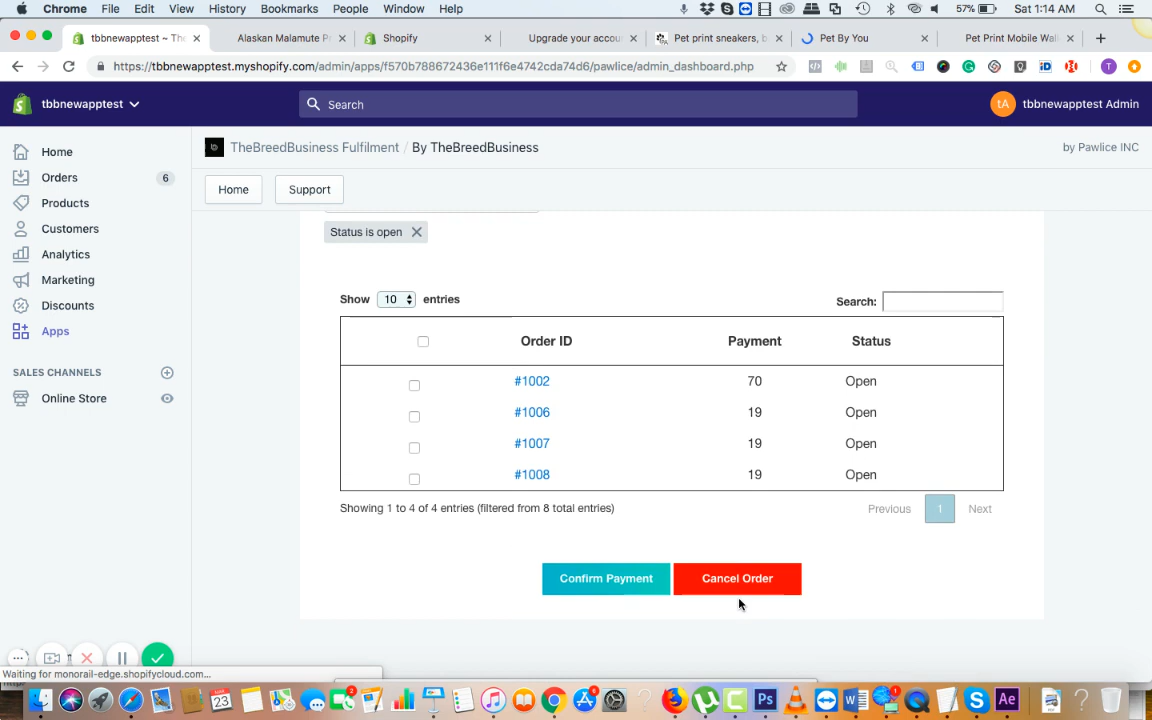 Chrome File Edit View History Bookmarks People Window Help 57% Sat 1:14 AM
tbbnewapptest ~ The Alaskan Malamute P Shopify Upgrade your accou Pet print sneakers, b Pet By You Pet Print Mobile Wall
https://tbbnewapptest.myshopify.com/admin/apps/f570b788672436e111f6e4742cda74d6/pawlice/admin_dashboard.php
tbbnewapptest Search tA tbbnewapptest Admin
Home
Orders 6
Products
Customers
Analytics
Marketing
Discounts
Apps
SALES CHANNELS
Online Store
TheBreedBusiness Fulfilment / By TheBreedBusiness by Pawlice INC
Home Support
Status is open
Show 10 entries Search:
Order ID Payment Status
#1002 70 Open
#1006 19 Open
#1007 19 Open
#1008 19 Open
Showing 1 to 4 of 4 entries (filtered from 8 total entries) Previous 1 Next
Confirm Payment Cancel Order
Waiting for monorail-edge.shopifycloud.com...